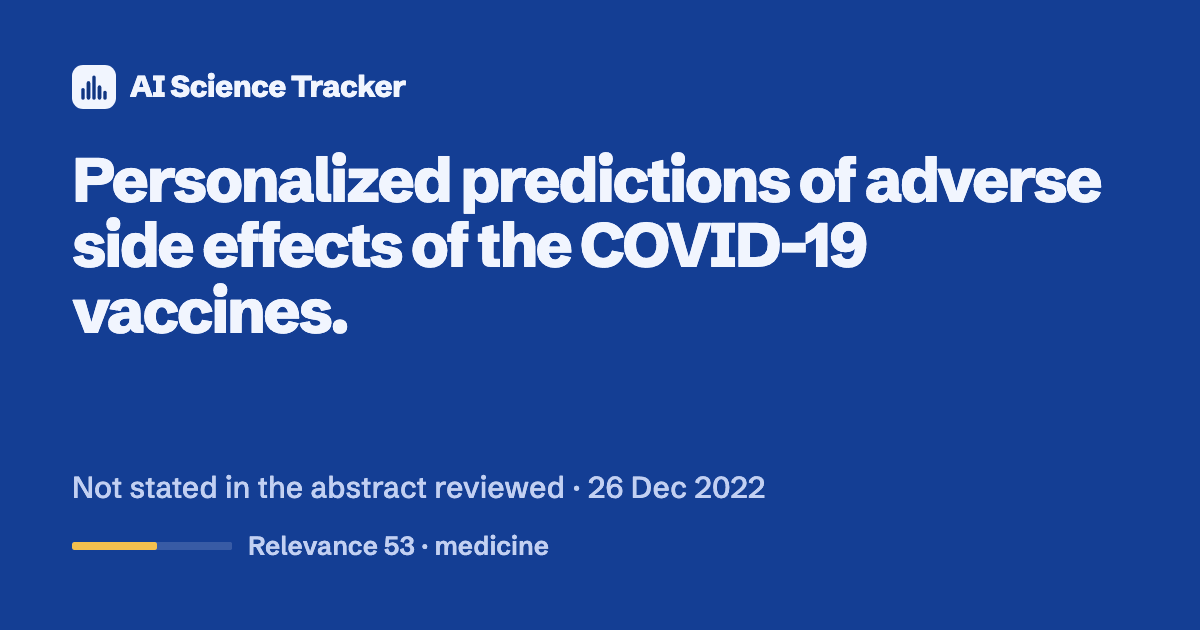 AI Science Tracker
Personalized predictions of adverse
side effects of the COVID-19
vaccines.
Not stated in the abstract reviewed · 26 Dec 2022
Relevance 53 · medicine